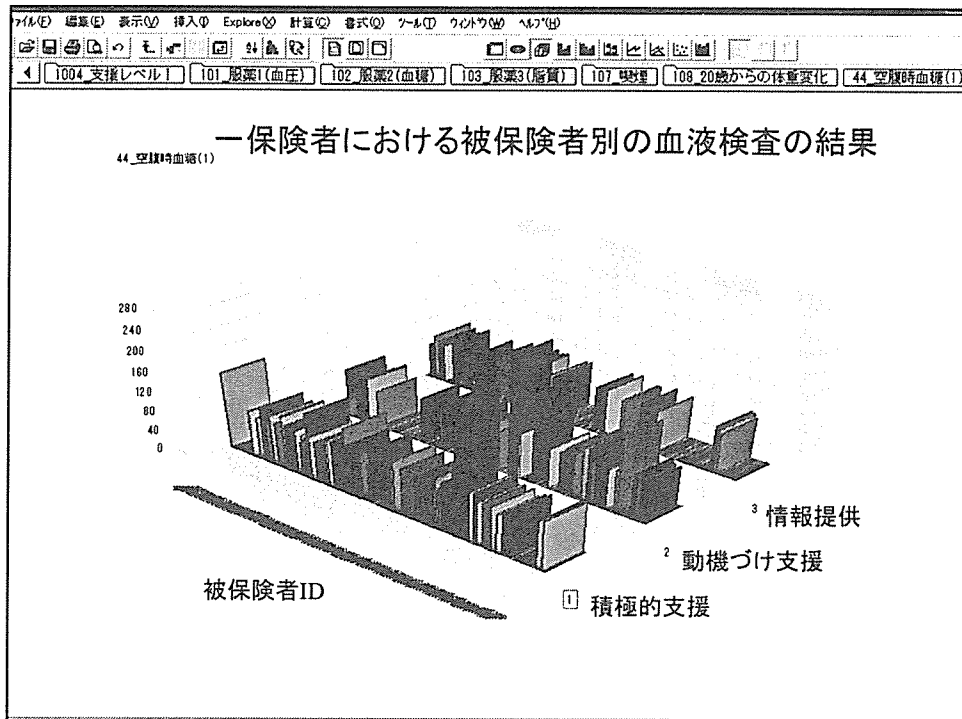 ァイル(F) 編集(E) 表示(V) 挿入(I) Explore(X) 計算(C) 書式(O) ツール(T) ウィンドウ(W) ヘルプ(H)
1004_支援レベル1 101_服薬1(血圧) 102_服薬2(血糖) 103_服薬3(脂質) 107_喫煙 108_20歳からの体重変化 44_空腹時血糖(1)
一保険者における被保険者別の血液検査の結果
44_空腹時血糖(1)
280
240
200
160
120
80
40
0
3 情報提供
2 動機づけ支援
1 積極的支援
被保険者ID